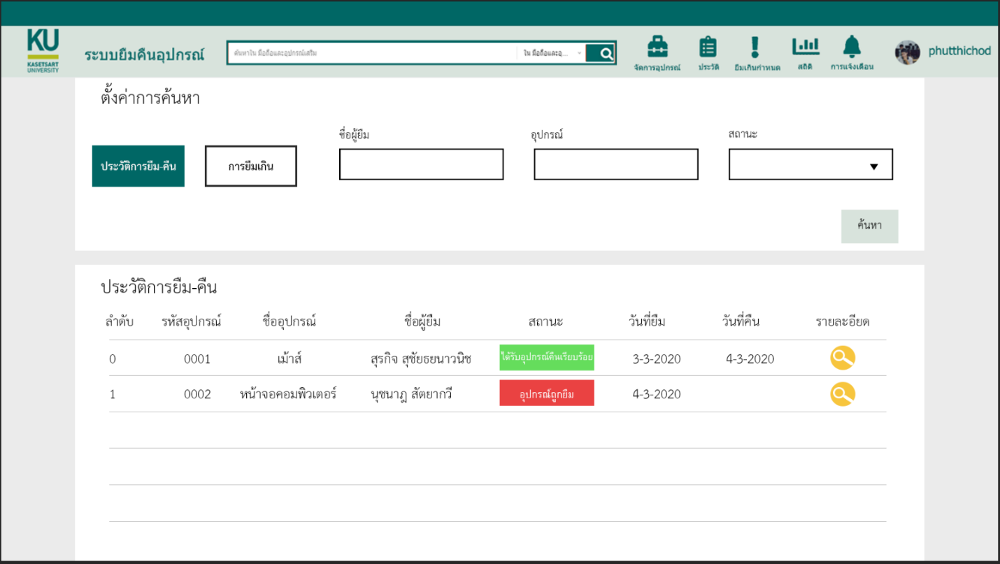 KU
KASETSART
UNIVERSITY
ระบบยืมคืนอุปกรณ์
ค้นหาใน มือถือและอุปกรณ์เสริม
ใน มือถือและอุ...
จัดการอุปกรณ์
ประวัติ
ยืมเกินกำหนด
สถิติ
การแจ้งเตือน
phutthichod
ตั้งค่าการค้นหา
ประวัติการยืม-คืน
การยืมเกิน
ชื่อผู้ยืม
อุปกรณ์
สถานะ
ค้นหา
ประวัติการยืม-คืน
ลำดับ รหัสอุปกรณ์ ชื่ออุปกรณ์ ชื่อผู้ยืม สถานะ วันที่ยืม วันที่คืน รายละอียด
0 0001 เม้าส์ สุรกิจ สุชัยธยนาวนิช ได้รับอุปกรณ์คืนเรียบร้อย 3-3-2020 4-3-2020
1 0002 หน้าจอคอมพิวเตอร์ นุชนาฎ สัตยากวี อุปกรณ์ถูกยืม 4-3-2020